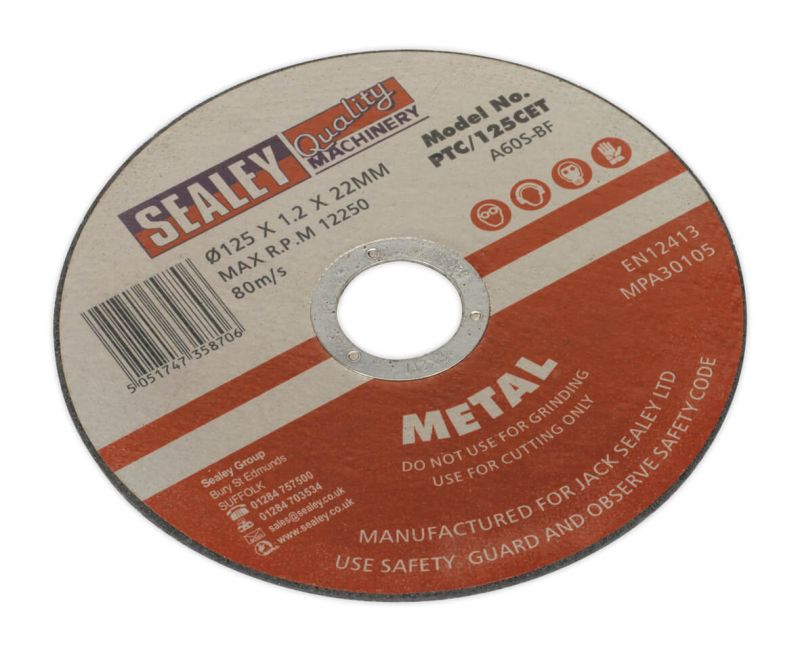 SEALEY
Quality
MACHINERY
Ø125 X 1.2 X 22MM
MAX R.P.M 12250
80m/s
Model No.
PTC/125CET
A60S-BF
5 051747 358706
EN12413
MPA30105
METAL
DO NOT USE FOR GRINDING
USE FOR CUTTING ONLY
Sealey Group
Bury St Edmunds
SUFFOLK
01284 757500
01284 703534
sales@sealey.co.uk
www.sealey.co.uk
MANUFACTURED FOR JACK SEALEY LTD
USE SAFETY GUARD AND OBSERVE SAFETY CODE